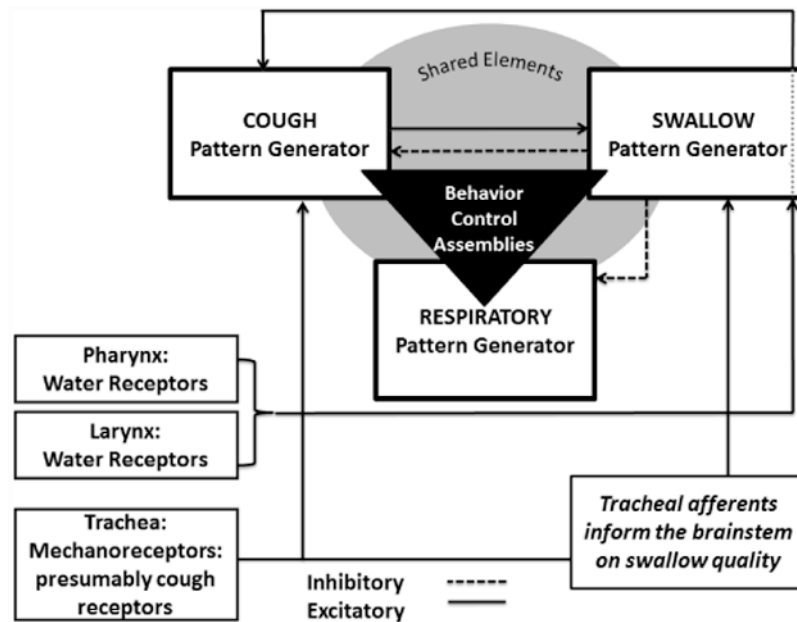 Shared Elements
COUGH
Pattern Generator
SWALLOW
Pattern Generator
Behavior
Control
Assemblies
RESPIRATORY
Pattern Generator
Pharynx:
Water Receptors
Larynx:
Water Receptors
Trachea:
Mechanoreceptors:
presumably cough
receptors
Tracheal afferents
inform the brainstem
on swallow quality
Inhibitory
Excitatory